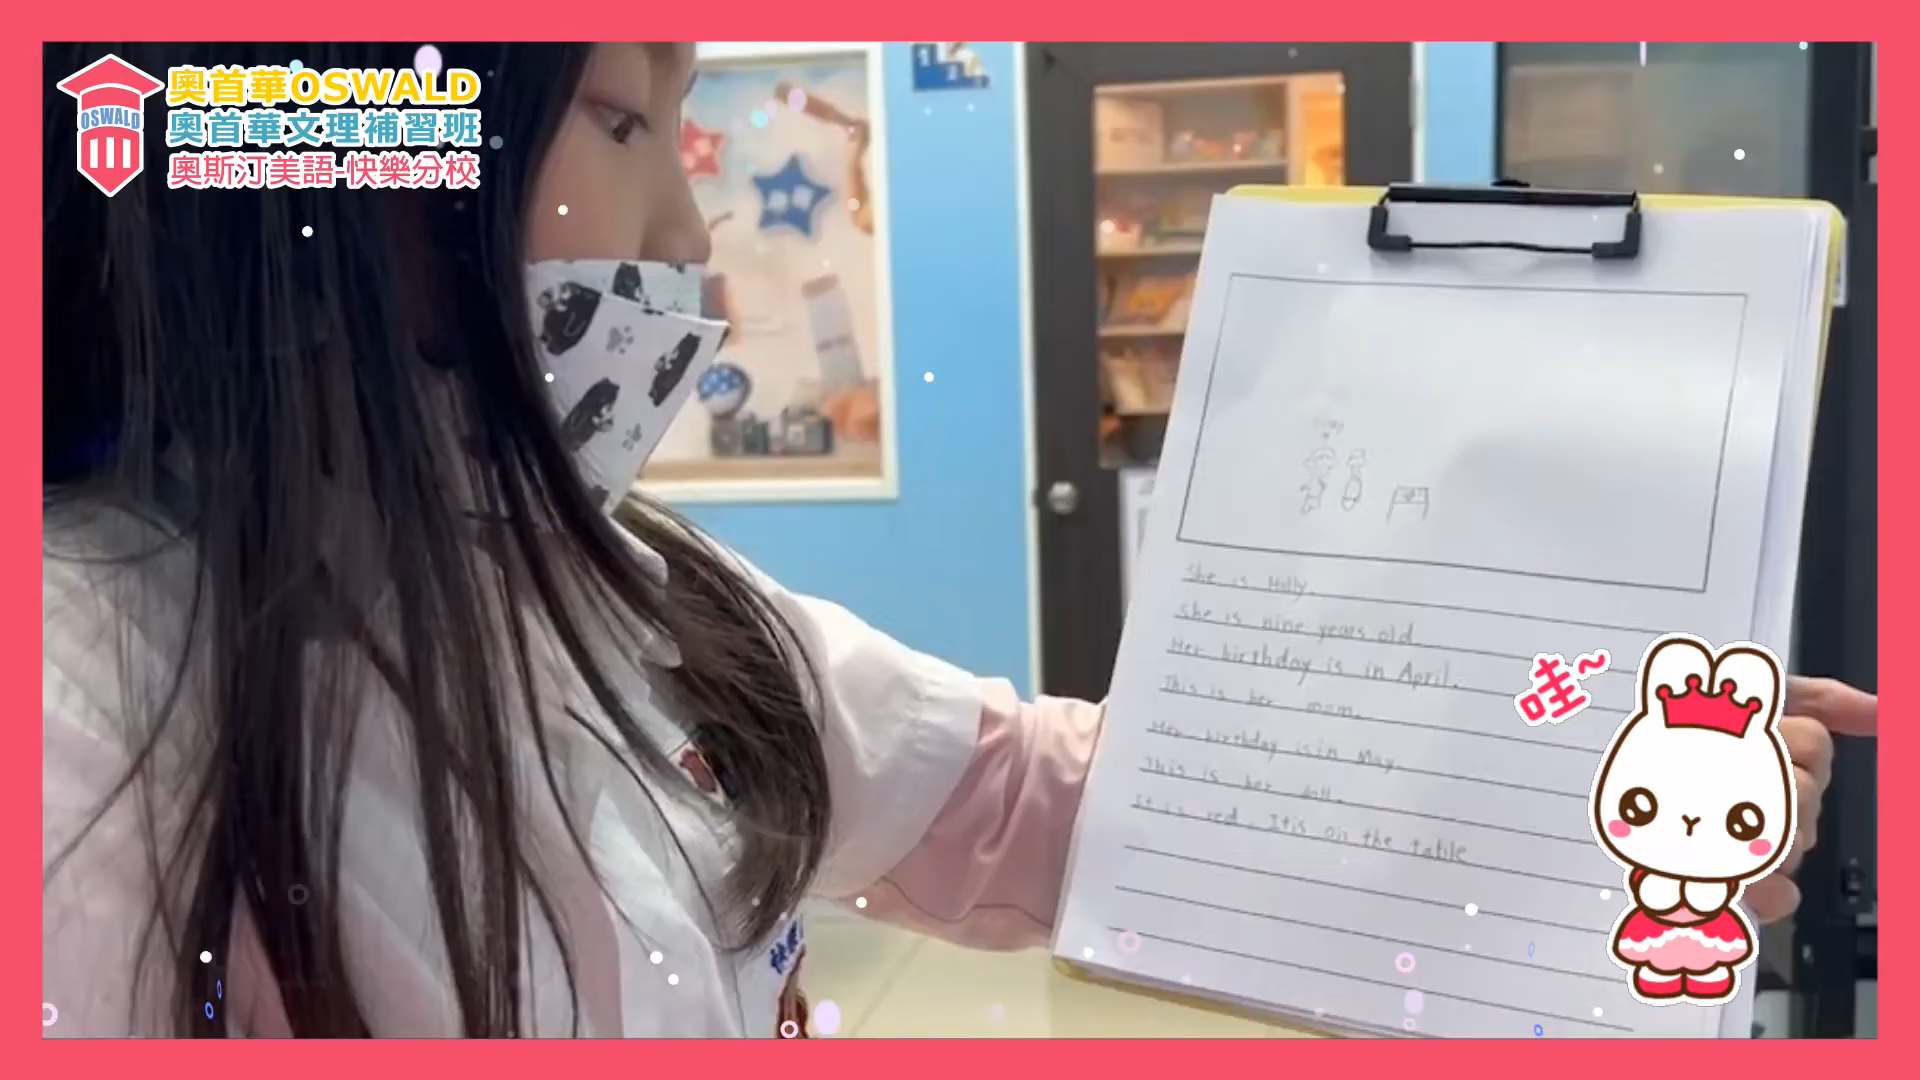 奧首華OSWALD
奧首華文理補習班
奧斯汀美語-快樂分校
OSWALD
1
2
She is Holly.
She is nine years old
Her birthday is in April.
This is her mom.
Her birthday is in May.
This is her doll.
It is red. It is on the table
哇~